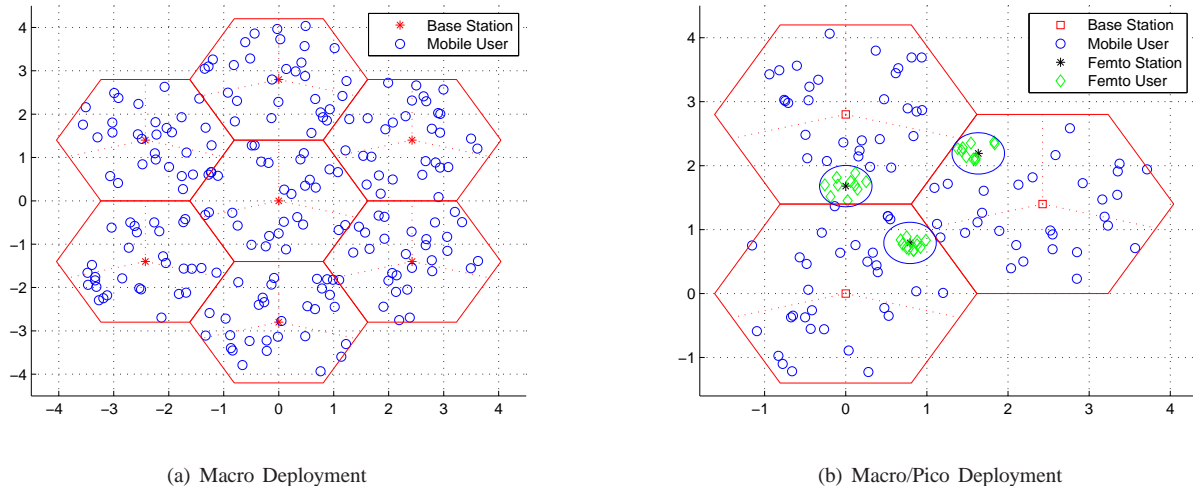 4
3
2
1
0
−1
−2
−3
−4
−4 −3 −2 −1 0 1 2 3 4
Base Station
Mobile User
(a) Macro Deployment
4
3
2
1
0
−1
−1 0 1 2 3 4
Base Station
Mobile User
Femto Station
Femto User
(b) Macro/Pico Deployment